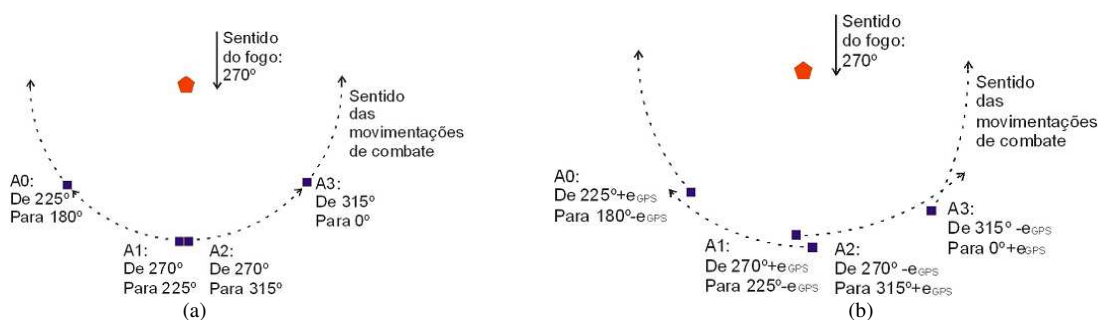 Sentido
do fogo:
270º
Sentido
das
movimentações
de combate
A0:
De 225º
Para 180º
A3:
De 315º
Para 0º
A1:
De 270º
Para 225º
A2:
De 270º
Para 315º
(a)
Sentido
do fogo:
270º
Sentido
das
movimentações
de combate
A0:
De 225º+eGPS
Para 180º-eGPS
A3:
De 315º -eGPS
Para 0º+eGPS
A1:
De 270º+eGPS
Para 225º-eGPS
A2:
De 270º -eGPS
Para 315º+eGPS
(b)